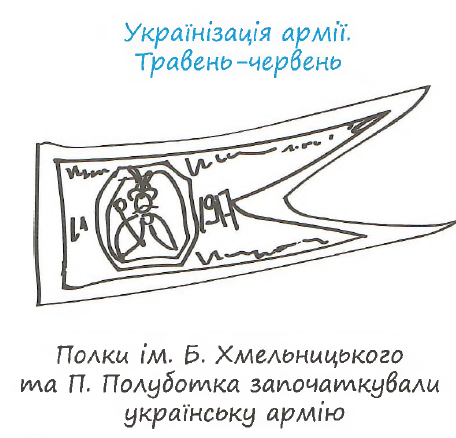 Українізація армії.
Травень-червень
1917
Полки ім. Б. Хмельницького
та П. Полуботка започаткували
українську армію